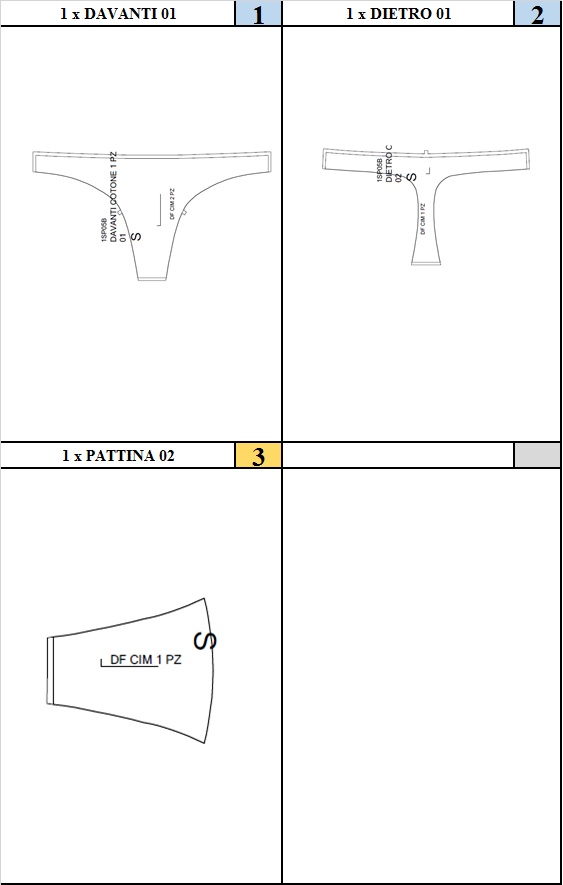 1 x DAVANTI 01
1
1 x DIETRO 01
2
1SP05B
DAVANTI COTONE 1 PZ
01
S
DF CIM 2 PZ
1SP05B
DIETRO C
02
S
DF CIM 1 PZ
1 x PATTINA 02
3
S
DF CIM 1 PZ